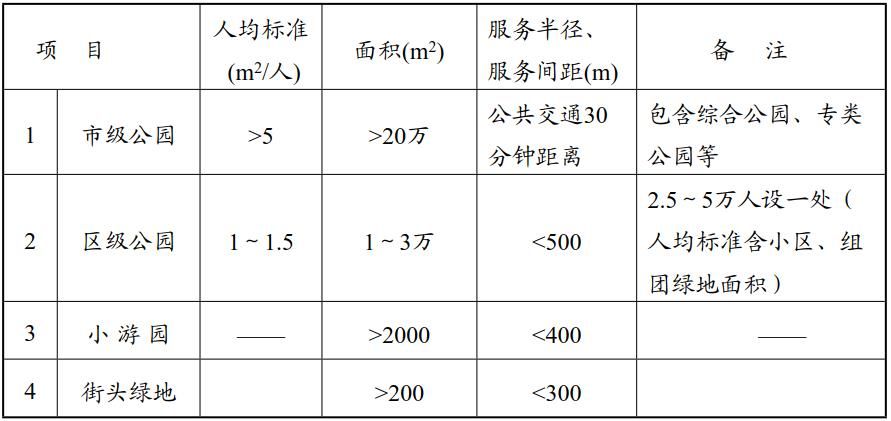 项 目 人均标准(m²/人) 面积(m²) 服务半径、服务间距(m) 备 注
1 市级公园 >5 >20万 公共交通30分钟距离 包含综合公园、专类公园等
2 区级公园 1~1.5 1~3万 <500 2.5~5万人设一处（人均标准含小区、组团绿地面积）
3 小游园 —— >2000 <400 ——
4 街头绿地 >200 <300